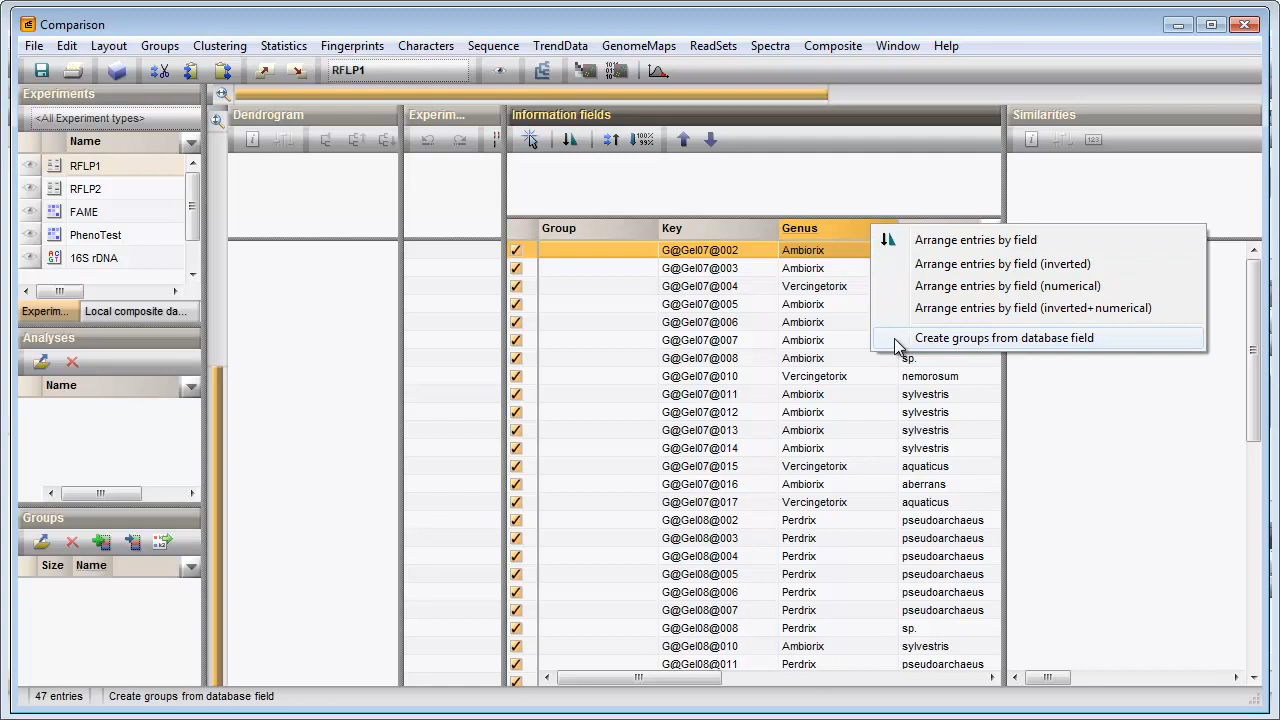 Comparison
File Edit Layout Groups Clustering Statistics Fingerprints Characters Sequence TrendData GenomeMaps ReadSets Spectra Composite Window Help
RFLP1
Experiments
Dendrogram
Experim...
Information fields
Similarities
<All Experiment types>
Name
RFLP1
RFLP2
FAME
PhenoTest
16S rDNA
Experim...
Local composite da...
Analyses
Name
Groups
Size Name
Group Key Genus
G@Gel07@002 Ambiorix
G@Gel07@003 Ambiorix
G@Gel07@004 Vercingetorix
G@Gel07@005 Ambiorix
G@Gel07@006 Ambiorix
G@Gel07@007 Ambiorix
G@Gel07@008 Ambiorix sp.
G@Gel07@010 Vercingetorix nemorosum
G@Gel07@011 Ambiorix sylvestris
G@Gel07@012 Ambiorix sylvestris
G@Gel07@013 Ambiorix sylvestris
G@Gel07@014 Ambiorix sylvestris
G@Gel07@015 Vercingetorix aquaticus
G@Gel07@016 Ambiorix aberrans
G@Gel07@017 Vercingetorix aquaticus
G@Gel08@002 Perdrix pseudoarchaeus
G@Gel08@003 Perdrix pseudoarchaeus
G@Gel08@004 Perdrix pseudoarchaeus
G@Gel08@005 Perdrix pseudoarchaeus
G@Gel08@006 Perdrix pseudoarchaeus
G@Gel08@007 Perdrix pseudoarchaeus
G@Gel08@008 Perdrix sp.
G@Gel08@010 Ambiorix sylvestris
G@Gel08@011 Perdrix pseudoarchaeus
Arrange entries by field
Arrange entries by field (inverted)
Arrange entries by field (numerical)
Arrange entries by field (inverted+numerical)
Create groups from database field
47 entries
Create groups from database field